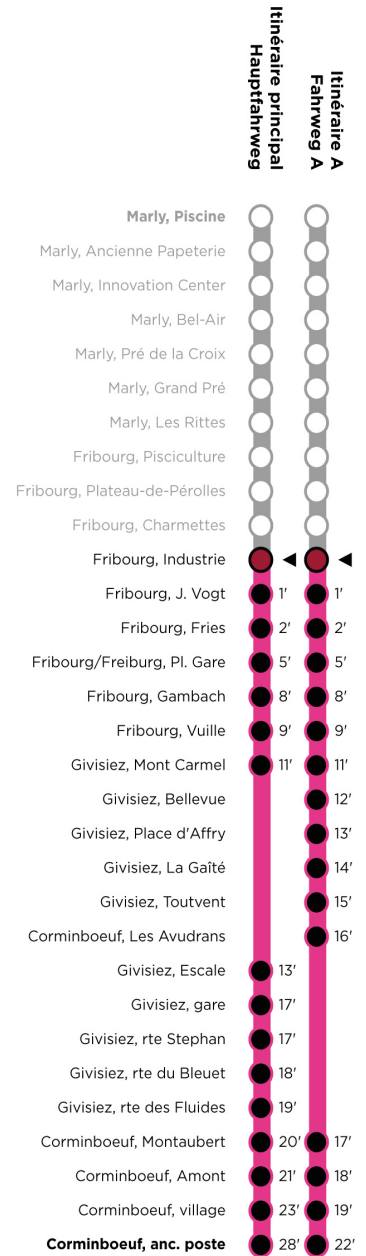 Itinéraire principal
Hauptfahrweg
Itinéraire A
Fahrweg A
Marly, Piscine
Marly, Ancienne Papeterie
Marly, Innovation Center
Marly, Bel-Air
Marly, Pré de la Croix
Marly, Grand Pré
Marly, Les Rittes
Fribourg, Pisciculture
Fribourg, Plateau-de-Pérolles
Fribourg, Charmettes
Fribourg, Industrie
Fribourg, J. Vogt 1' 1'
Fribourg, Fries 2' 2'
Fribourg/Freiburg, Pl. Gare 5' 5'
Fribourg, Gambach 8' 8'
Fribourg, Vuille 9' 9'
Givisiez, Mont Carmel 11' 11'
Givisiez, Bellevue 12'
Givisiez, Place d'Affry 13'
Givisiez, La Gaîté 14'
Givisiez, Toutvent 15'
Corminboeuf, Les Avudrans 16'
Givisiez, Escale 13'
Givisiez, gare 17'
Givisiez, rte Stephan 17'
Givisiez, rte du Bleuet 18'
Givisiez, rte des Fluides 19'
Corminboeuf, Montaubert 20' 17'
Corminboeuf, Amont 21' 18'
Corminboeuf, village 23' 19'
Corminboeuf, anc. poste 28' 22'